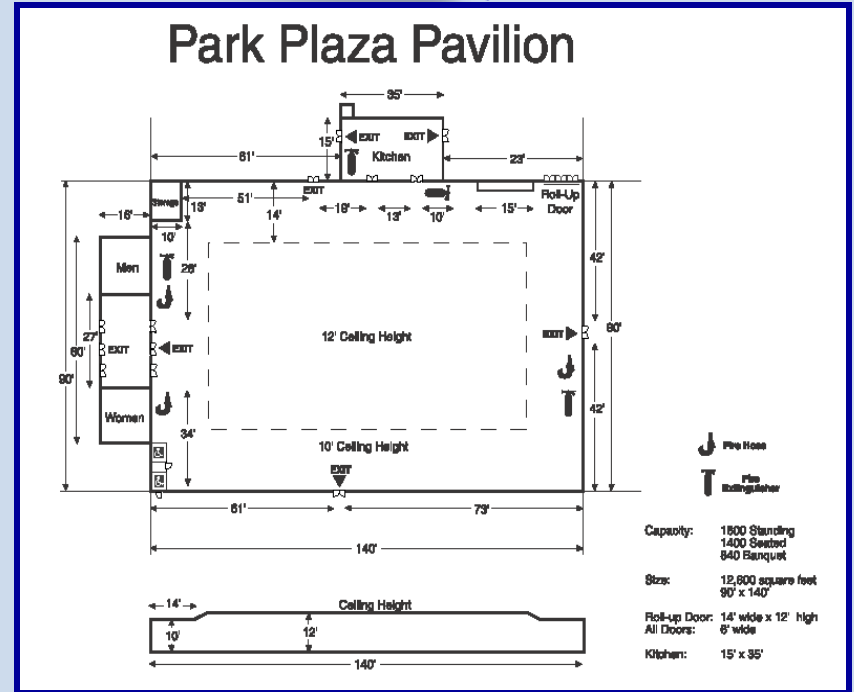 Park Plaza Pavilion
35'
15'
EXIT
EXIT
Kitchen
61'
23'
Storage
13'
51'
EXIT
14'
18'
13'
10'
15'
Roll-Up
Door
16'
10'
Men
26'
42'
12' Ceiling Height
EXIT
27'
EXIT
EXIT
60'
90'
Women
34'
42'
10' Ceiling Height
EXIT
Fire Hose
Fire
Extinguisher
61'
73'
140'
Capacity: 1800 Standing
1400 Seated
840 Banquet
Size: 12,600 square feet
90' x 140'
Roll-up Door: 14' wide x 12' high
All Doors: 6' wide
Kitchen: 15' x 35'
14'
Ceiling Height
10'
12'
140'